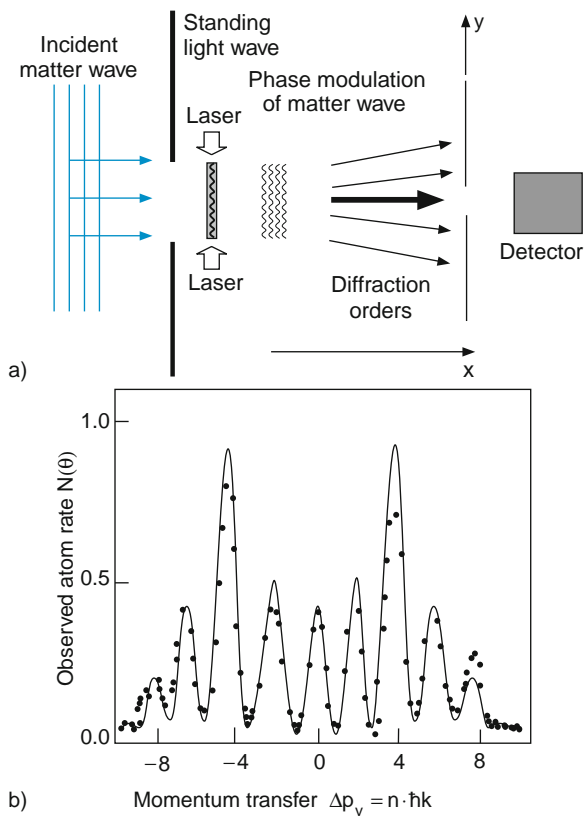 Incident
matter wave
Standing
light wave
Phase modulation
of matter wave
Laser
Laser
y
Detector
Diffraction
orders
x
a)
Observed atom rate N(θ)
1.0
0.5
0.0
−8
−4
0
4
8
b)
Momentum transfer Δp_y = n · ħk